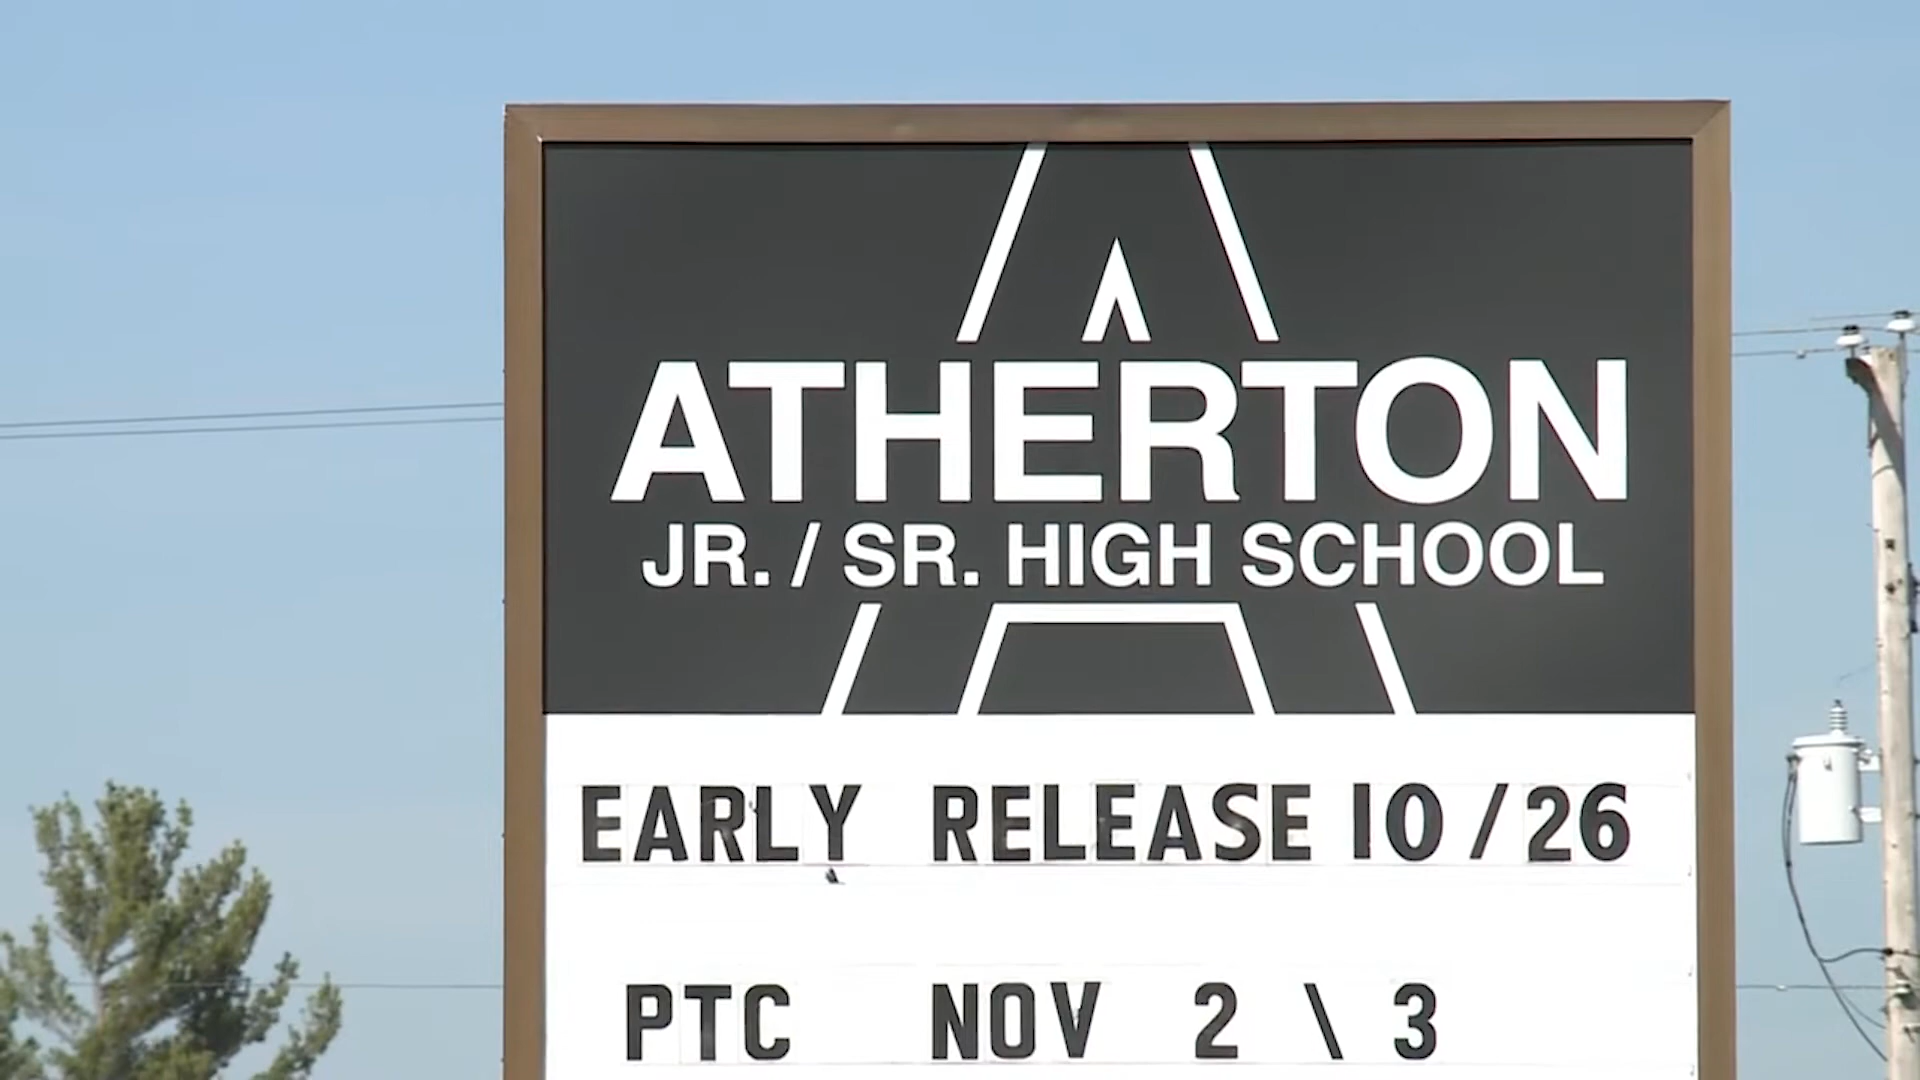 ATHERTON
JR. / SR. HIGH SCHOOL
EARLY RELEASE 10/26
PTC NOV 2 \ 3